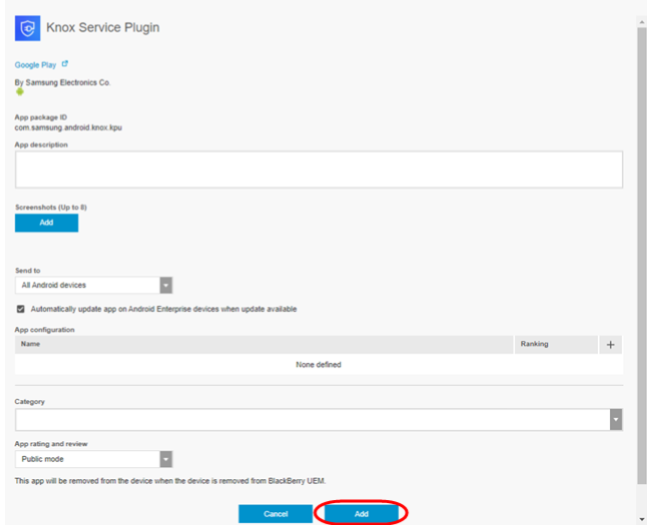 Knox Service Plugin
Google Play
By Samsung Electronics Co.
App package ID
com.samsung.android.knox.kpu
App description
Screenshots (Up to 8)
Add
Send to
All Android devices
Automatically update app on Android Enterprise devices when update available
App configuration
Name Ranking +
None defined
Category
App rating and review
Public mode
This app will be removed from the device when the device is removed from BlackBerry UEM.
Cancel Add